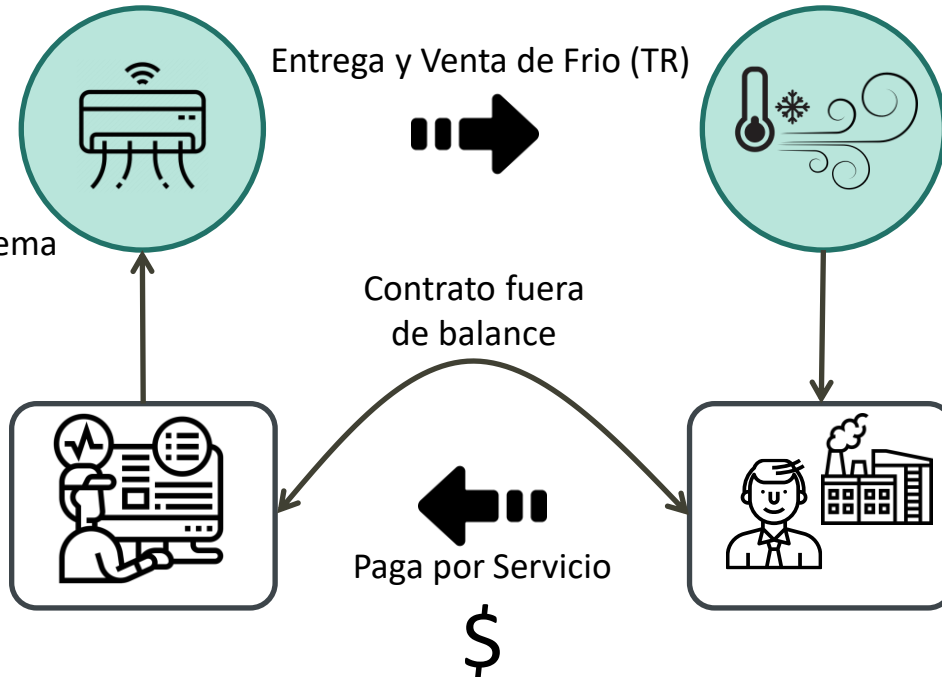 Entrega y Venta de Frio (TR)
ema
Contrato fuera
de balance
Paga por Servicio
$